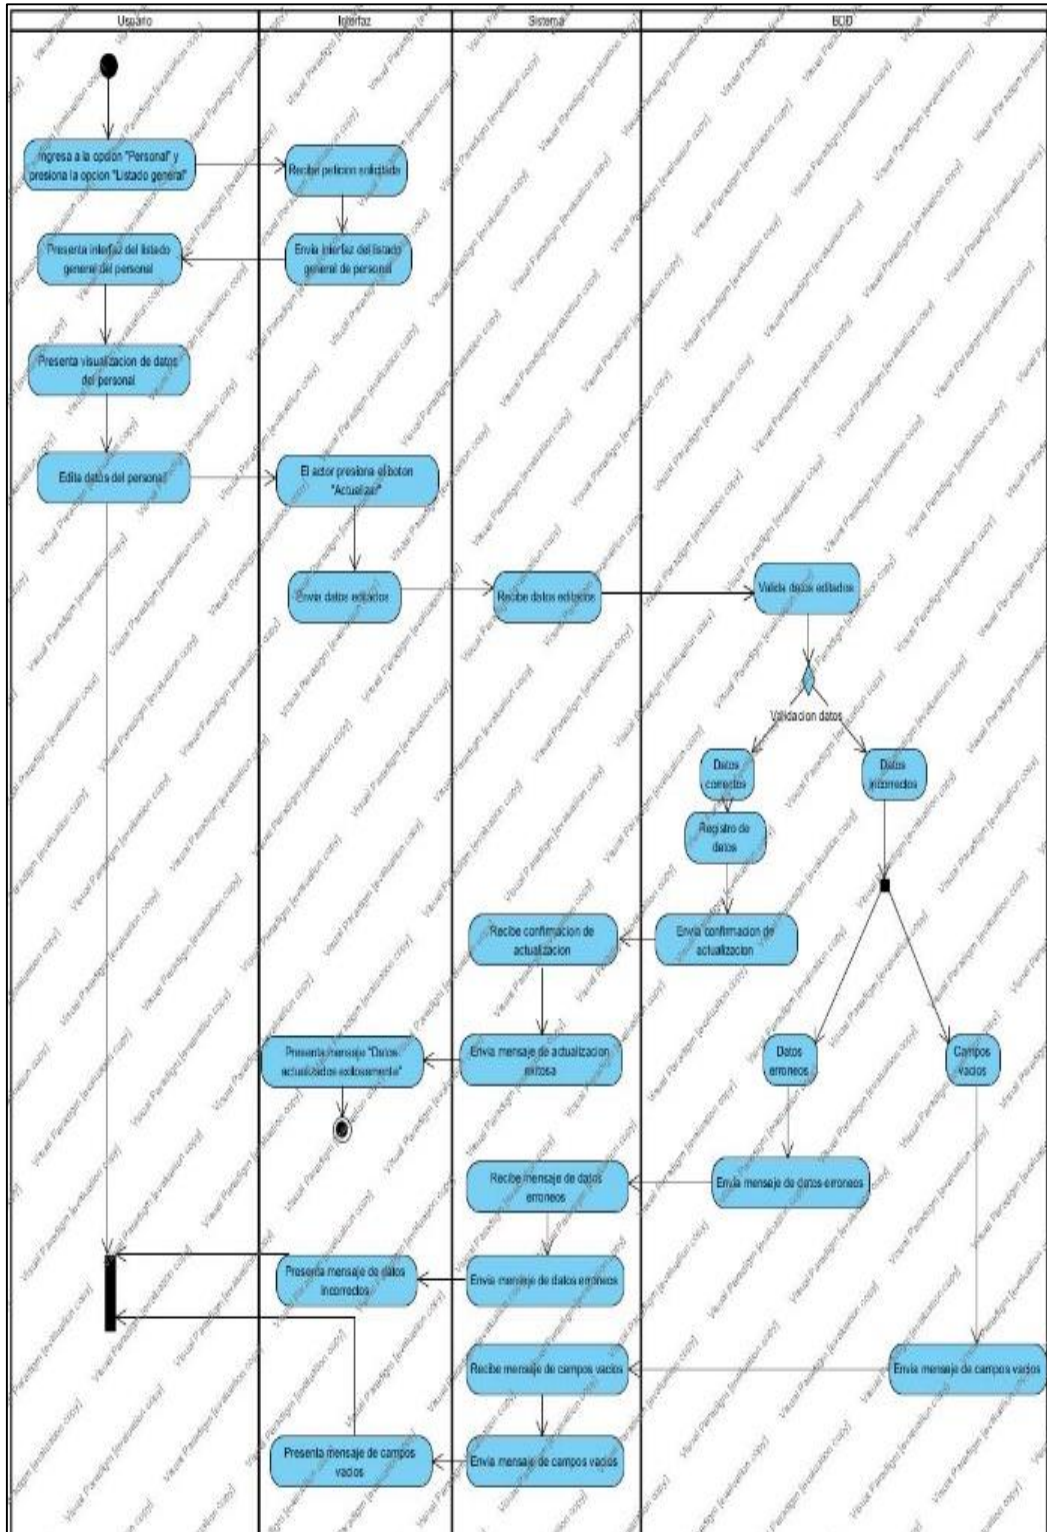 Usuario
Interfaz
Sistema
BDD
Ingresa a la opcion "Personal" y
presiona la opcion "Listado general"
Recibe peticion solicitada
Presenta interfaz del listado
general del personal
Envia interfaz del listado
general de personal
Presenta visualizacion de datos
del personal
Edita datos del personal
El actor presiona el boton
"Actualizar"
Envia datos editados
Recibe datos editados
Valida datos editados
Validacion datos
Datos
correctos
Datos
incorrectos
Registro de
datos
Recibe confirmacion de
actualizacion
Envia confirmacion de
actualizacion
Presenta mensaje "Datos
actualizados exitosamente"
Envia mensaje de actualizacion
exitosa
Datos
erroneos
Campos
vacios
Recibe mensaje de datos
erroneos
Envia mensaje de datos erroneos
Presenta mensaje de datos
incorrectos
Envia mensaje de datos erroneos
Recibe mensaje de campos vacios
Envia mensaje de campos vacios
Presenta mensaje de campos
vacios
Envia mensaje de campos vacios
Visual Paradigm [evaluation copy]